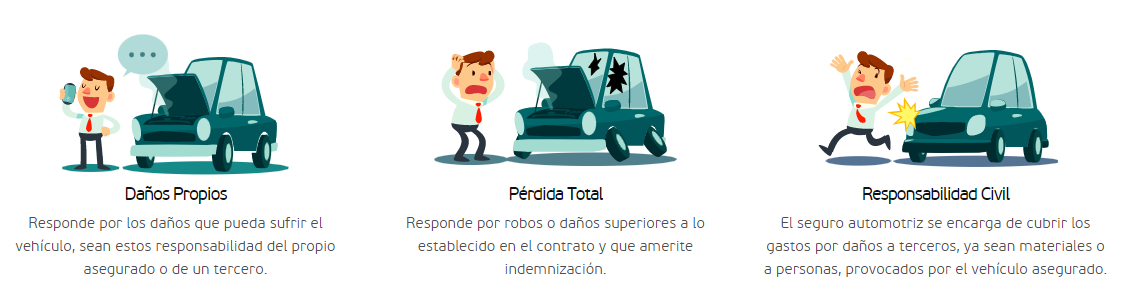 Daños Propios
Responde por los daños que pueda sufrir el
vehículo, sean estos responsabilidad del propio
asegurado o de un tercero.
Pérdida Total
Responde por robos o daños superiores a lo
establecido en el contrato y que amerite
indemnización.
Responsabilidad Civil
El seguro automotriz se encarga de cubrir los
gastos por daños a terceros, ya sean materiales o
a personas, provocados por el vehículo asegurado.